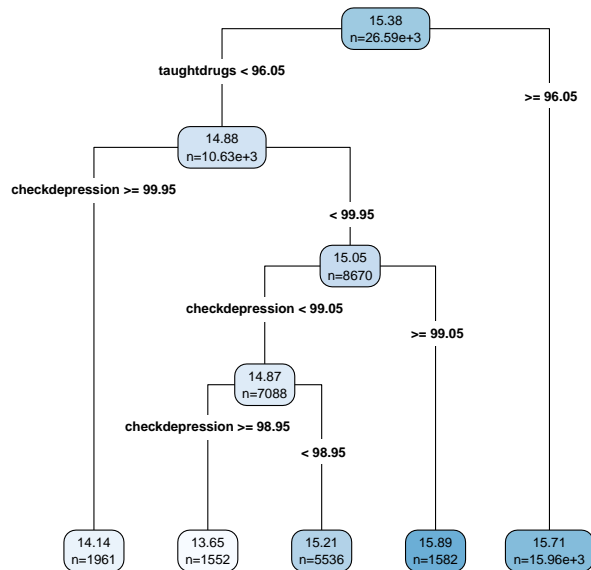 15.38
n=26.59e+3
taughtdrugs < 96.05
>= 96.05
14.88
n=10.63e+3
checkdepression >= 99.95
< 99.95
15.05
n=8670
checkdepression < 99.05
>= 99.05
14.87
n=7088
checkdepression >= 98.95
< 98.95
14.14
n=1961
13.65
n=1552
15.21
n=5536
15.89
n=1582
15.71
n=15.96e+3